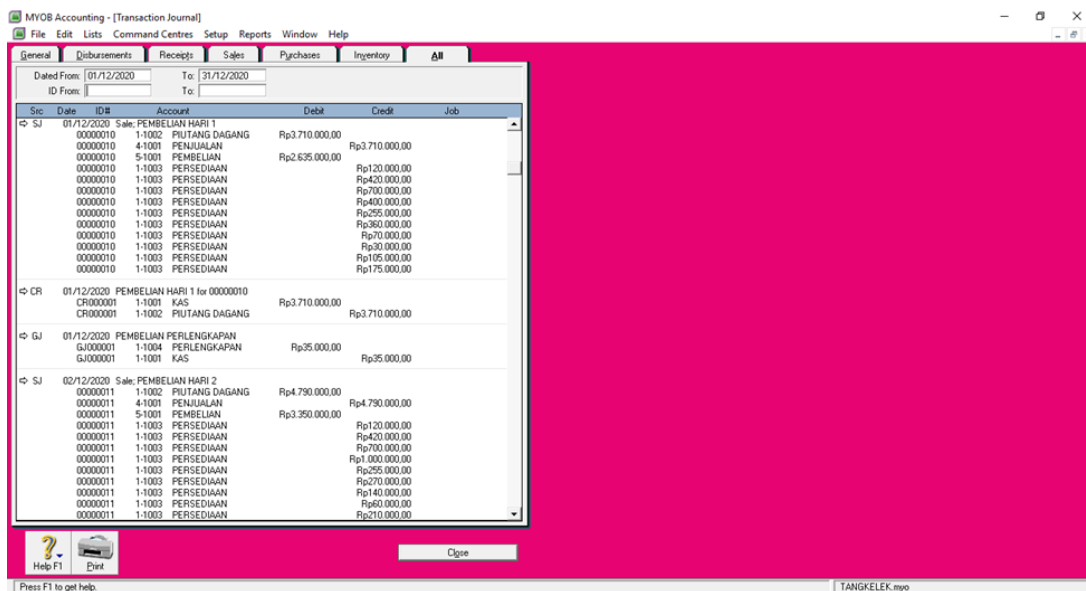 MYOB Accounting - [Transaction Journal]
File Edit Lists Command Centres Setup Reports Window Help
General Disbursements Receipts Sales Purchases Inventory All
Dated From: 01/12/2020 To: 31/12/2020
ID From: To:
Src Date ID# Account Debit Credit Job
SJ 01/12/2020 Sale; PEMBELIAN HARI 1
00000010 1-1002 PIUTANG DAGANG Rp3.710.000,00
00000010 4-1001 PENJUALAN Rp3.710.000,00
00000010 5-1001 PEMBELIAN Rp2.635.000,00
00000010 1-1003 PERSEDIAAN Rp120.000,00
00000010 1-1003 PERSEDIAAN Rp420.000,00
00000010 1-1003 PERSEDIAAN Rp700.000,00
00000010 1-1003 PERSEDIAAN Rp400.000,00
00000010 1-1003 PERSEDIAAN Rp255.000,00
00000010 1-1003 PERSEDIAAN Rp360.000,00
00000010 1-1003 PERSEDIAAN Rp70.000,00
00000010 1-1003 PERSEDIAAN Rp30.000,00
00000010 1-1003 PERSEDIAAN Rp105.000,00
00000010 1-1003 PERSEDIAAN Rp175.000,00
CR 01/12/2020 PEMBELIAN HARI 1 for 00000010
CR000001 1-1001 KAS Rp3.710.000,00
CR000001 1-1002 PIUTANG DAGANG Rp3.710.000,00
GJ 01/12/2020 PEMBELIAN PERLENGKAPAN
GJ000001 1-1004 PERLENGKAPAN Rp35.000,00
GJ000001 1-1001 KAS Rp35.000,00
SJ 02/12/2020 Sale; PEMBELIAN HARI 2
00000011 1-1002 PIUTANG DAGANG Rp4.790.000,00
00000011 4-1001 PENJUALAN Rp4.790.000,00
00000011 5-1001 PEMBELIAN Rp3.350.000,00
00000011 1-1003 PERSEDIAAN Rp120.000,00
00000011 1-1003 PERSEDIAAN Rp420.000,00
00000011 1-1003 PERSEDIAAN Rp700.000,00
00000011 1-1003 PERSEDIAAN Rp1.000.000,00
00000011 1-1003 PERSEDIAAN Rp255.000,00
00000011 1-1003 PERSEDIAAN Rp270.000,00
00000011 1-1003 PERSEDIAAN Rp140.000,00
00000011 1-1003 PERSEDIAAN Rp60.000,00
00000011 1-1003 PERSEDIAAN Rp210.000,00
Help F1 Print Close
Press F1 to get help. TANGKELEK.myo